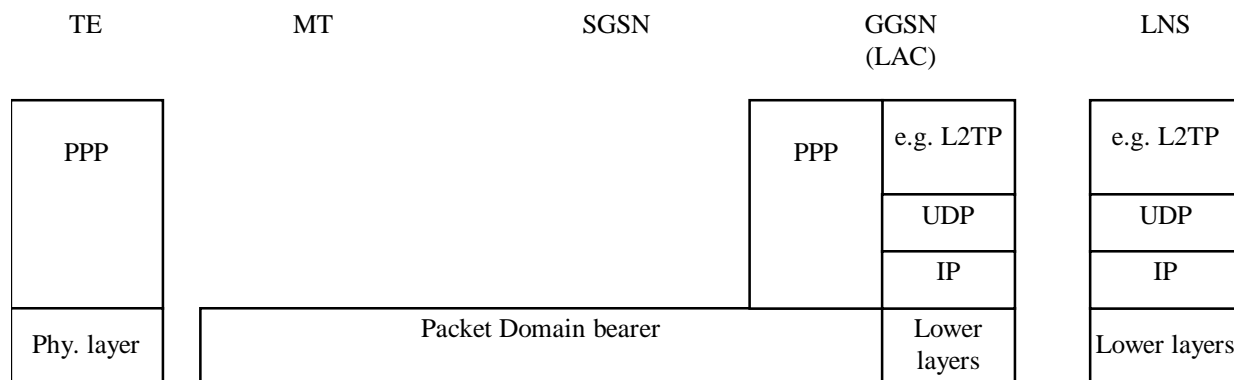 TE MT SGSN GGSN LNS
(LAC)
PPP PPP e.g. L2TP e.g. L2TP
UDP UDP
IP IP
Packet Domain bearer
Phy. layer Lower layers Lower layers